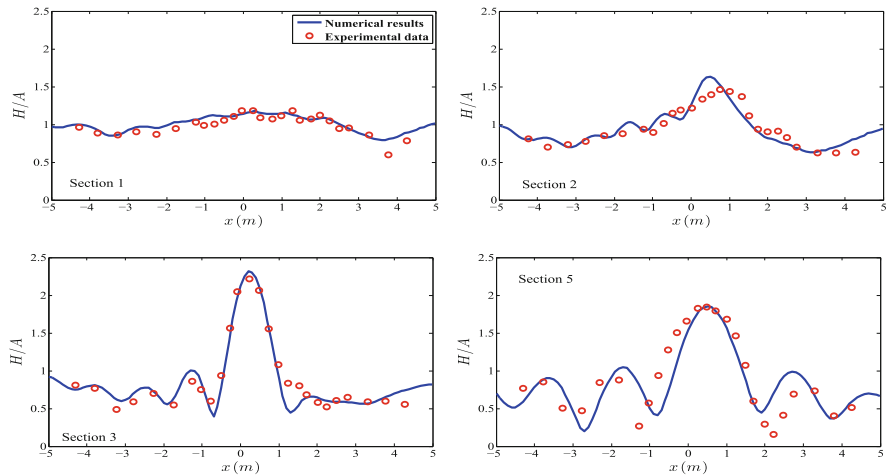 2.5
2
1.5
1
0.5
0
H/A
−5 −4 −3 −2 −1 0 1 2 3 4 5
x (m)
Numerical results
Experimental data
Section 1
2.5
2
1.5
1
0.5
0
H/A
−5 −4 −3 −2 −1 0 1 2 3 4 5
x (m)
Section 2
2.5
2
1.5
1
0.5
0
H/A
−5 −4 −3 −2 −1 0 1 2 3 4 5
x (m)
Section 3
2.5
2
1.5
1
0.5
0
H/A
−5 −4 −3 −2 −1 0 1 2 3 4 5
x (m)
Section 5